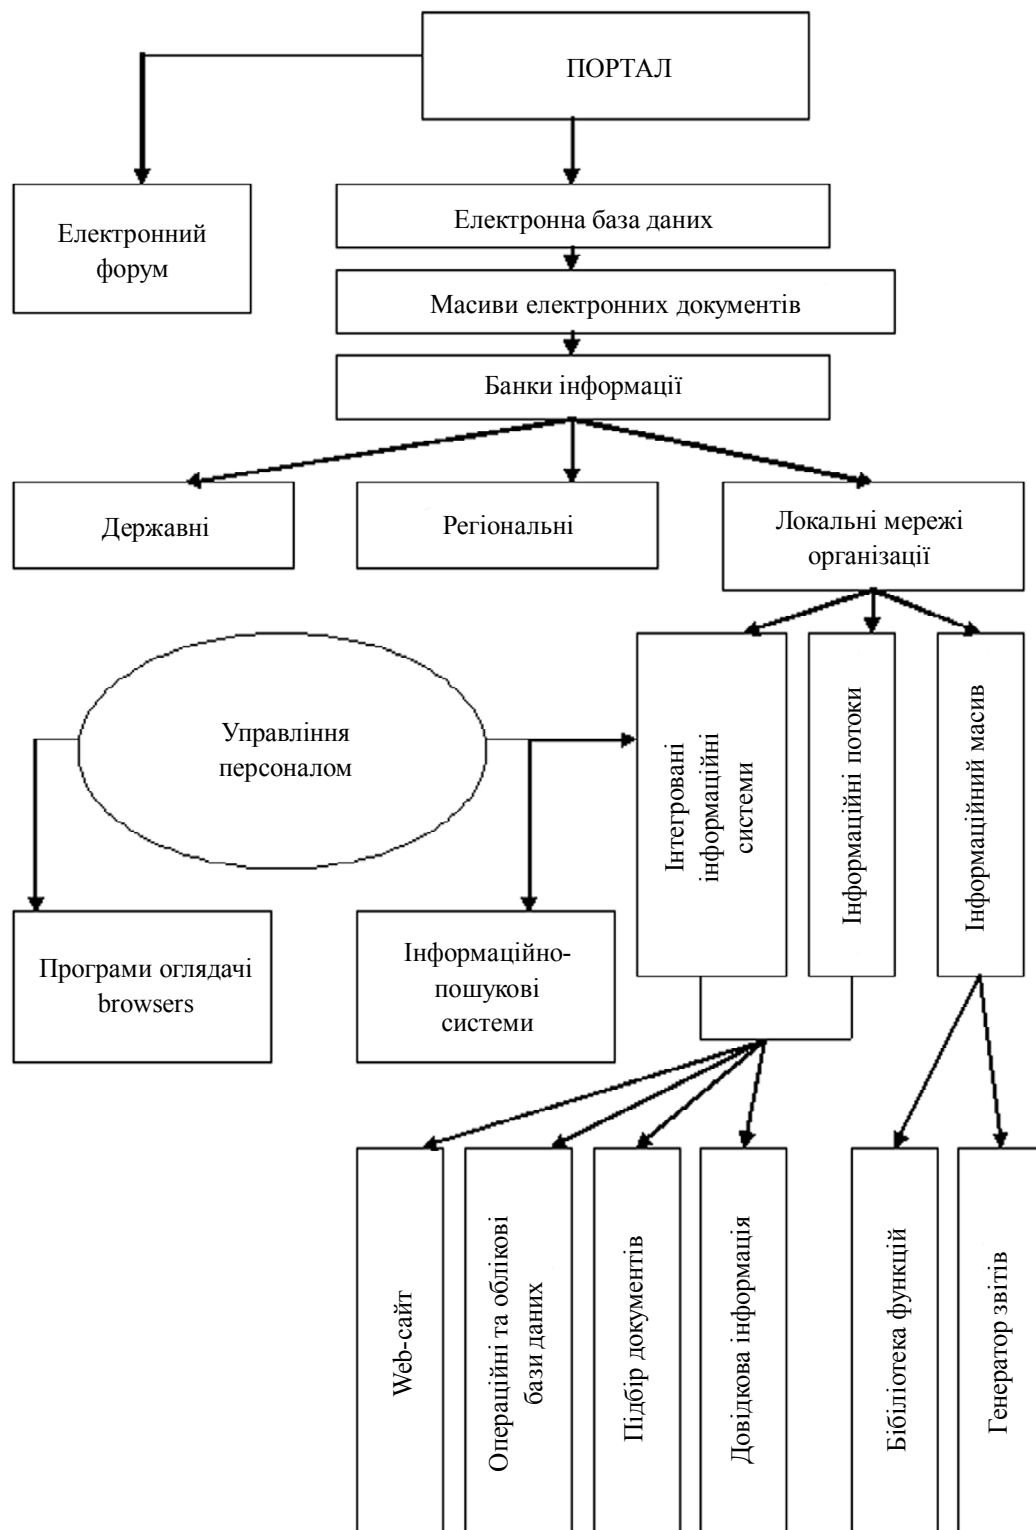 ПОРТАЛ
Електронний
форум
Електронна база даних
Масиви електронних документів
Банки інформації
Державні
Регіональні
Локальні мережі
організації
Управління
персоналом
Інтегровані
інформаційні
системи
Інформаційні потоки
Інформаційний масив
Програми оглядачі
browsers
Інформаційно-
пошукові
системи
Web-сайт
Операційні та облікові
бази даних
Підбір документів
Довідкова інформація
Бібіліотека функцій
Генератор звітів